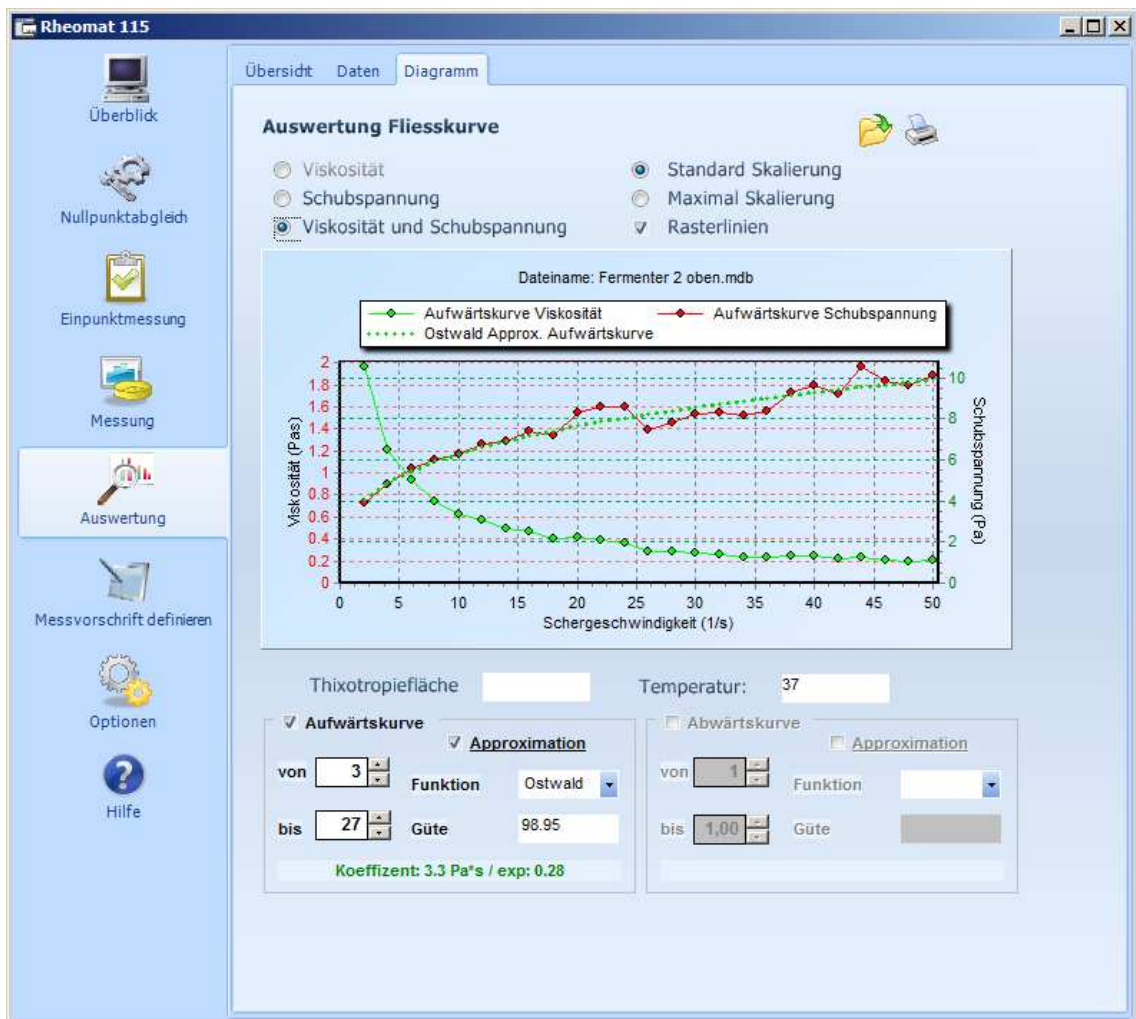 Rheomat 115
Überblick
Nullpunktabgleich
Einpunktmessung
Messung
Auswertung
Messvorschrift definieren
Optionen
Hilfe
Übersicht Daten Diagramm
Auswertung Fliesskurve
Viskosität
Schubspannung
Viskosität und Schubspannung
Standard Skalierung
Maximal Skalierung
Rasterlinien
Dateiname: Fermenter 2 oben.mdb
Aufwärtskurve Viskosität Aufwärtskurve Schubspannung
Ostwald Approx. Aufwärtskurve
Viskosität (Pas)
2
1.8
1.6
1.4
1.2
1
0.8
0.6
0.4
0.2
0
Schubspannung (Pa)
10
8
6
4
2
0
0 5 10 15 20 25 30 35 40 45 50
Schergeschwindigkeit (1/s)
Thixotropiefläche Temperatur: 37
Aufwärtskurve
Approximation
von 3 Funktion Ostwald
bis 27 Güte 98.95
Koeffizent: 3.3 Pa*s / exp: 0.28
Abwärtskurve
Approximation
von 1 Funktion
bis 1,00 Güte